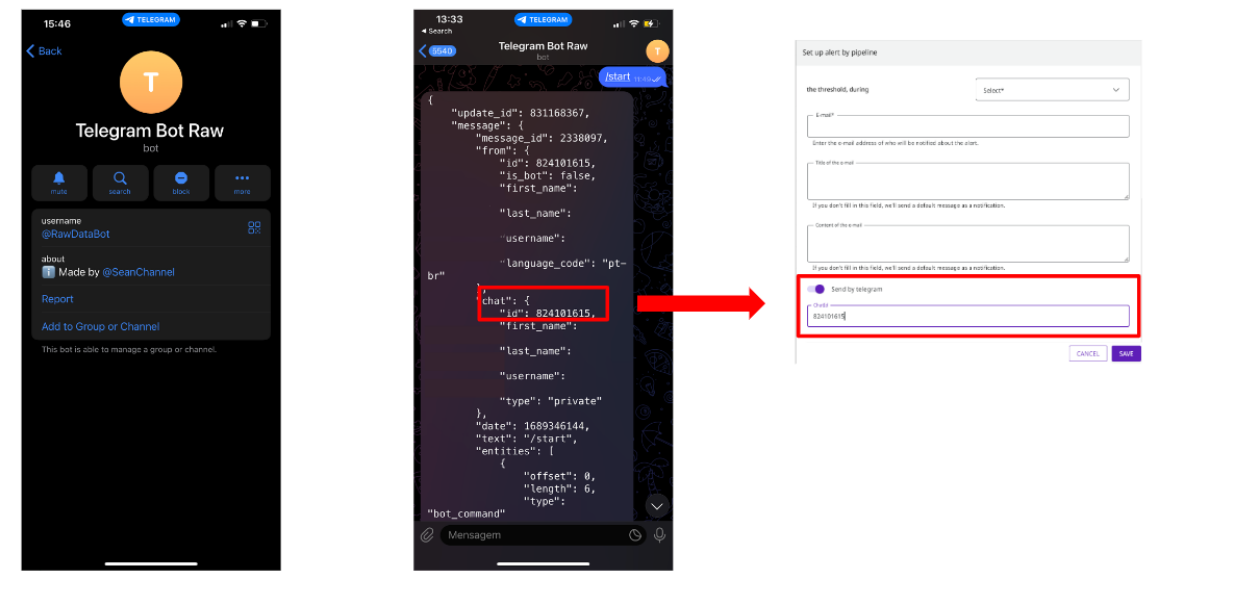 15:46
TELEGRAM
Back
T
Telegram Bot Raw
bot
mute
search
block
more
username
@RawDataBot
about
Made by @SeanChannel
Report
Add to Group or Channel
This bot is able to manage a group or channel.
13:33
TELEGRAM
Search
6540
Telegram Bot Raw
bot
T
/start
{
"update_id": 831168367,
"message": {
"message_id": 2338097,
"from": {
"id": 824101615,
"is_bot": false,
"first_name":
"last_name":
"username":
"language_code": "pt-
br"
},
"chat": {
"id": 824101615,
"first_name":
"last_name":
"username":
"type": "private"
},
"date": 1689346144,
"text": "/start",
"entities": [
{
"offset": 0,
"length": 6,
"type":
"bot_command"
Mensagem
Set up alert by pipeline
the threshold, during
Select*
E-mail*
Enter the e-mail address of who will be notified about the alert.
Title of the e-mail
If you don't fill in this field, we'll send a default message as a notification.
Content of the e-mail
If you don't fill in this field, we'll send a default message as a notification.
Send by telegram
ChatId
824101615
CANCEL
SAVE